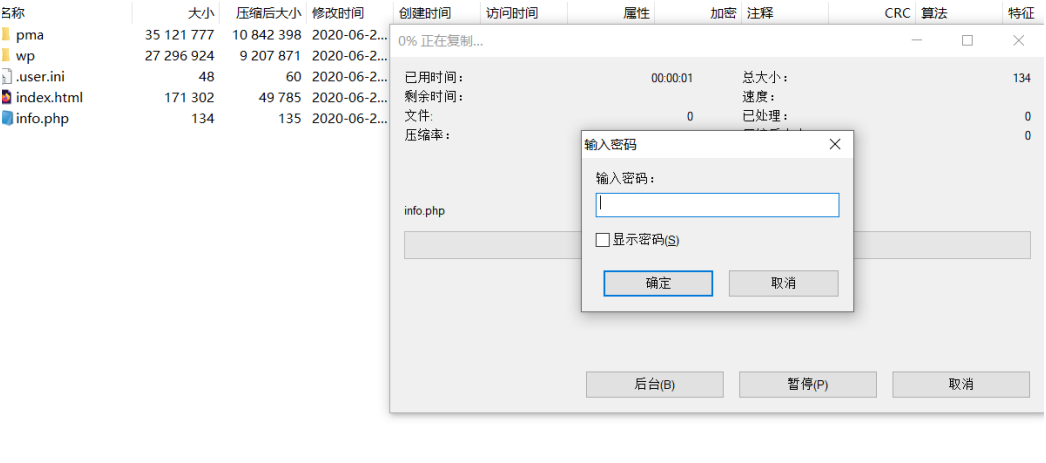 名称 大小 压缩后大小 修改时间 创建时间 访问时间 属性 加密 注释 CRC 算法 特征
pma 35 121 777 10 842 398 2020-06-2...
wp 27 296 924 9 207 871 2020-06-2...
.user.ini 48 60 2020-06-2...
index.html 171 302 49 785 2020-06-2...
info.php 134 135 2020-06-2...
0% 正在复制...
已用时间： 00:00:01 总大小： 134
剩余时间： 速度：
文件: 0 已处理： 0
压缩率： 0
info.php
输入密码
输入密码：
显示密码(S)
确定 取消
后台(B) 暂停(P) 取消